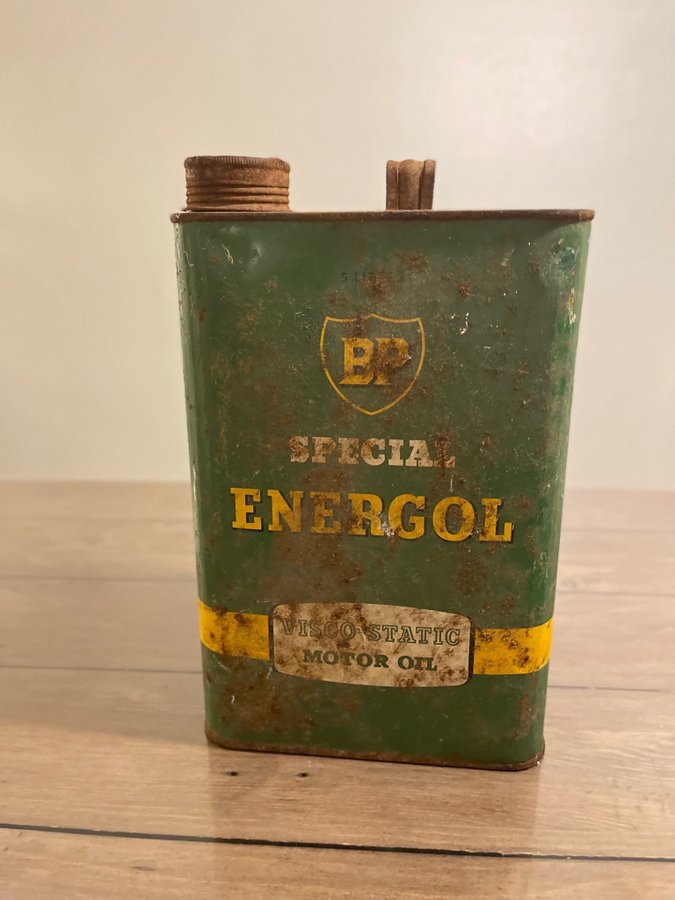 BP
SPECIAL
ENERGOL
VISCO-STATIC
MOTOR OIL